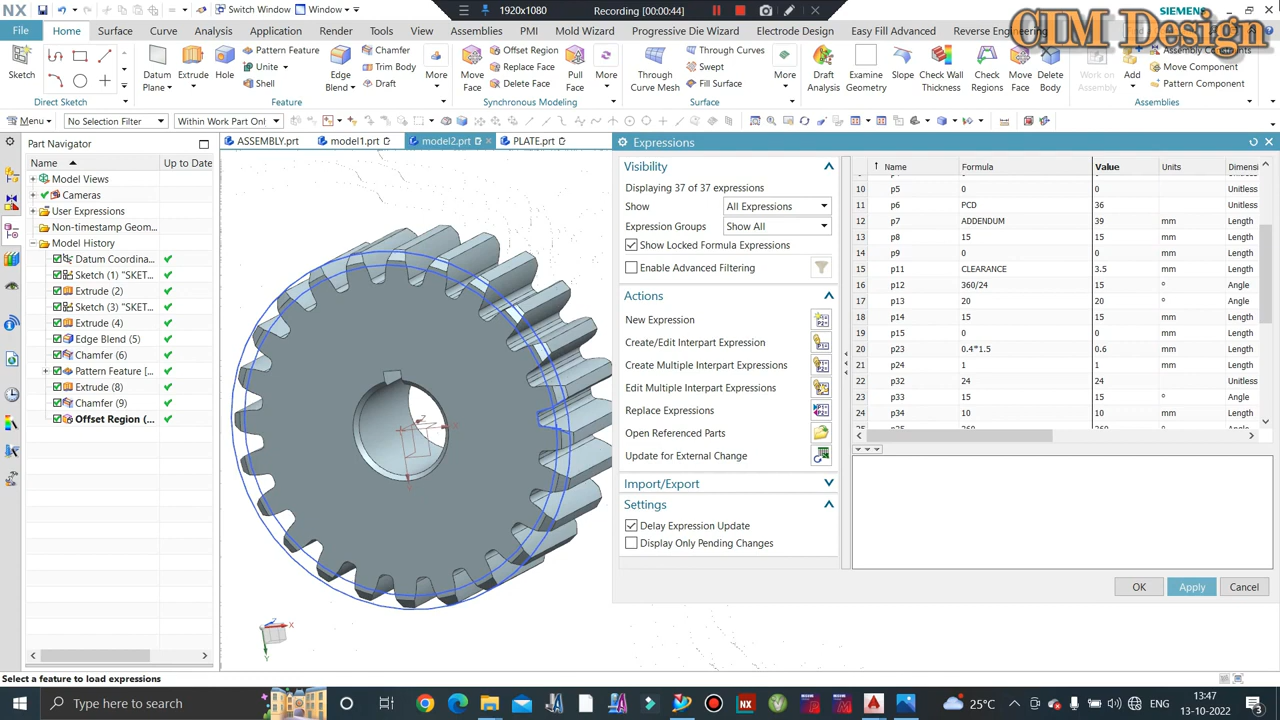 NX
Switch Window
Window
1920x1080
Recording [00:00:44]
SIEMENS
CIM Design
File
Home
Surface
Curve
Analysis
Application
Render
Tools
View
Assemblies
PMI
Mold Wizard
Progressive Die Wizard
Electrode Design
Easy Fill Advanced
Reverse Engineering
Sketch
Direct Sketch
Datum Plane
Extrude
Hole
Pattern Feature
Unite
Shell
Edge Blend
Chamfer
Trim Body
Draft
More
Feature
Move Face
Offset Region
Replace Face
Delete Face
Pull Face
More
Synchronous Modeling
Through Curve Mesh
Through Curves
Swept
Fill Surface
More
Surface
Draft Analysis
Examine Geometry
Slope
Check Wall Thickness
Check Regions
Move Face
Delete Body
Work on Assembly
Add
Assembly Constraints
Move Component
Pattern Component
Assemblies
Menu
No Selection Filter
Within Work Part Only
Part Navigator
ASSEMBLY.prt
model1.prt
model2.prt
PLATE.prt
Name
Up to Date
Model Views
Cameras
User Expressions
Non-timestamp Geom...
Model History
Datum Coordina...
Sketch (1) "SKET...
Extrude (2)
Sketch (3) "SKET...
Extrude (4)
Edge Blend (5)
Chamfer (6)
Pattern Feature [...
Extrude (8)
Chamfer (9)
Offset Region (...
X
Y
Z
Expressions
Visibility
Displaying 37 of 37 expressions
Show
All Expressions
Expression Groups
Show All
Show Locked Formula Expressions
Enable Advanced Filtering
Actions
New Expression
Create/Edit Interpart Expression
Create Multiple Interpart Expressions
Edit Multiple Interpart Expressions
Replace Expressions
Open Referenced Parts
Update for External Change
Import/Export
Settings
Delay Expression Update
Display Only Pending Changes
Name Formula Value Units Dimensi
10 p5 0 0 Unitless
11 p6 PCD 36 Unitless
12 p7 ADDENDUM 39 mm Length
13 p8 15 15 mm Length
14 p9 0 0 mm Length
15 p11 CLEARANCE 3.5 mm Length
16 p12 360/24 15 ° Angle
17 p13 20 20 ° Angle
18 p14 15 15 mm Length
19 p15 0 0 mm Length
20 p23 0.4*1.5 0.6 mm Length
21 p24 1 1 mm Length
22 p32 24 24 Unitless
23 p33 15 15 ° Angle
24 p34 10 10 mm Length
OK
Apply
Cancel
Select a feature to load expressions
Type here to search
25°C
ENG
13:47
13-10-2022